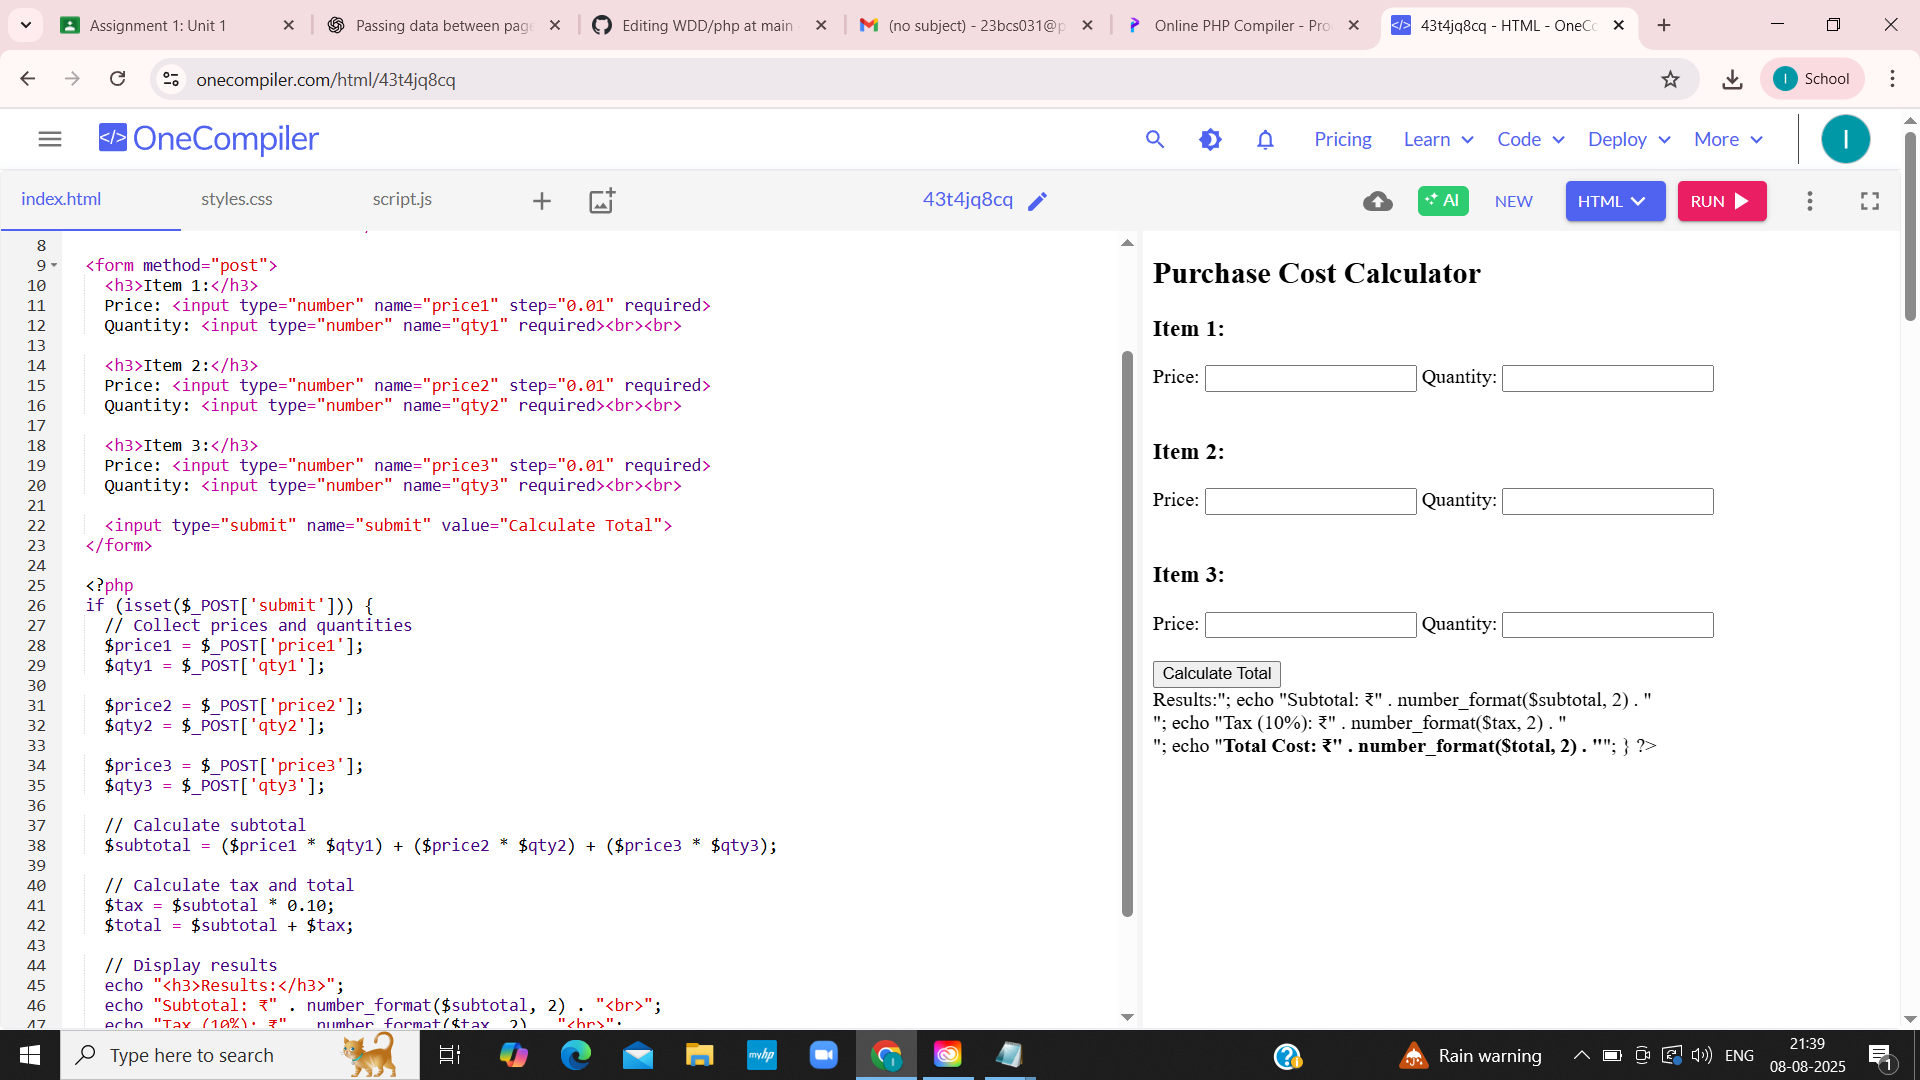 Assignment 1: Unit 1
Passing data between page
Editing WDD/php at main
(no subject) - 23bcs031@p
Online PHP Compiler - Pro
43t4jq8cq - HTML - OneCo
onecompiler.com/html/43t4jq8cq
I
School
</> OneCompiler
Pricing
Learn
Code
Deploy
More
I
index.html
styles.css
script.js
43t4jq8cq
AI
NEW
HTML
RUN
8
9 <form method="post">
10 <h3>Item 1:</h3>
11 Price: <input type="number" name="price1" step="0.01" required>
12 Quantity: <input type="number" name="qty1" required><br><br>
13
14 <h3>Item 2:</h3>
15 Price: <input type="number" name="price2" step="0.01" required>
16 Quantity: <input type="number" name="qty2" required><br><br>
17
18 <h3>Item 3:</h3>
19 Price: <input type="number" name="price3" step="0.01" required>
20 Quantity: <input type="number" name="qty3" required><br><br>
21
22 <input type="submit" name="submit" value="Calculate Total">
23 </form>
24
25 <?php
26 if (isset($_POST['submit'])) {
27 // Collect prices and quantities
28 $price1 = $_POST['price1'];
29 $qty1 = $_POST['qty1'];
30
31 $price2 = $_POST['price2'];
32 $qty2 = $_POST['qty2'];
33
34 $price3 = $_POST['price3'];
35 $qty3 = $_POST['qty3'];
36
37 // Calculate subtotal
38 $subtotal = ($price1 * $qty1) + ($price2 * $qty2) + ($price3 * $qty3);
39
40 // Calculate tax and total
41 $tax = $subtotal * 0.10;
42 $total = $subtotal + $tax;
43
44 // Display results
45 echo "<h3>Results:</h3>";
46 echo "Subtotal: ₹" . number_format($subtotal, 2) . "<br>";
47 echo "Tax (10%): ₹" . number_format($tax, 2) . "<br>";
Purchase Cost Calculator
Item 1:
Price: Quantity:
Item 2:
Price: Quantity:
Item 3:
Price: Quantity:
Calculate Total
Results:"; echo "Subtotal: ₹" . number_format($subtotal, 2) . "
"; echo "Tax (10%): ₹" . number_format($tax, 2) . "
"; echo "Total Cost: ₹" . number_format($total, 2) . ""; } ?>
Type here to search
myhp
Rain warning
ENG
21:39
08-08-2025
1